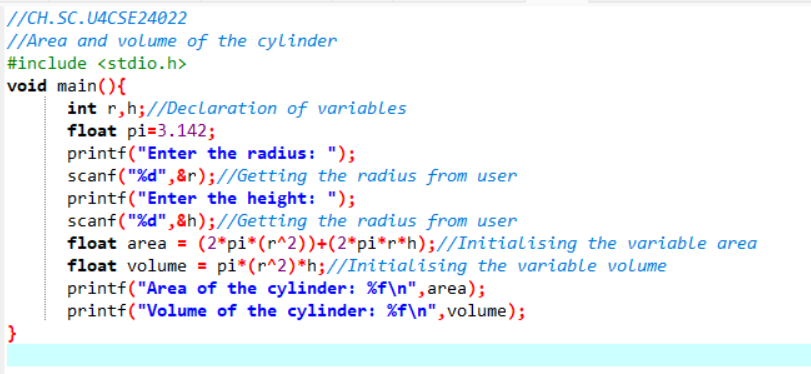 //CH.SC.U4CSE24022
//Area and volume of the cylinder
#include <stdio.h>
void main(){
int r,h;//Declaration of variables
float pi=3.142;
printf("Enter the radius: ");
scanf("%d",&r);//Getting the radius from user
printf("Enter the height: ");
scanf("%d",&h);//Getting the radius from user
float area = (2*pi*(r^2))+(2*pi*r*h);//Initialising the variable area
float volume = pi*(r^2)*h;//Initialising the variable volume
printf("Area of the cylinder: %f\n",area);
printf("Volume of the cylinder: %f\n",volume);
}